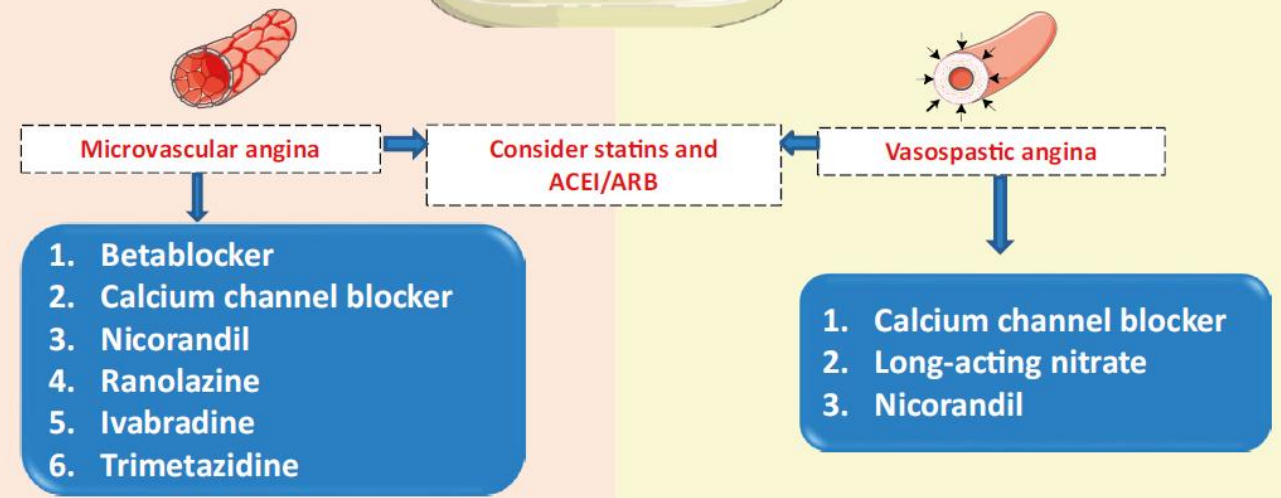 Microvascular angina
Consider statins and
ACEI/ARB
Vasospastic angina
1. Betablocker
2. Calcium channel blocker
3. Nicorandil
4. Ranolazine
5. Ivabradine
6. Trimetazidine
1. Calcium channel blocker
2. Long-acting nitrate
3. Nicorandil